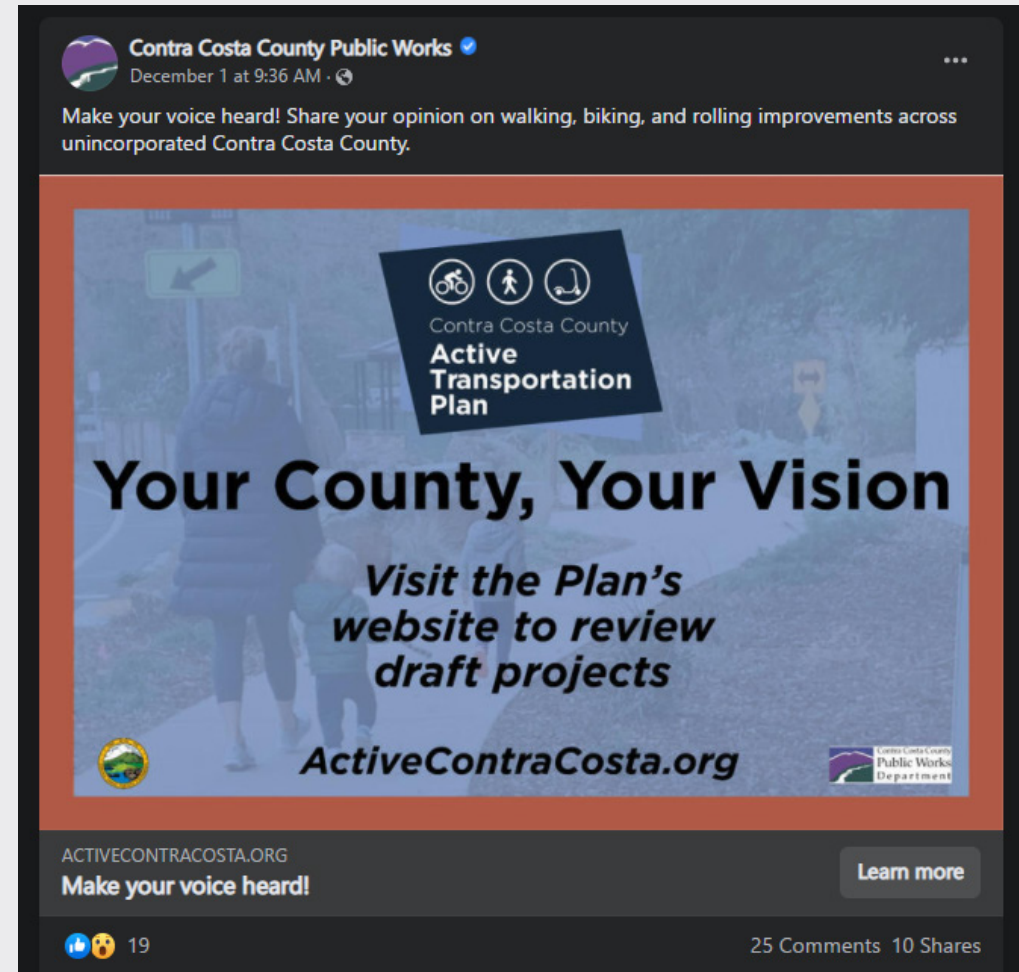 Contra Costa County Public Works
December 1 at 9:36 AM ·
Make your voice heard! Share your opinion on walking, biking, and rolling improvements across
unincorporated Contra Costa County.
Contra Costa County
Active
Transportation
Plan
Your County, Your Vision
Visit the Plan's
website to review
draft projects
ActiveContraCosta.org
Contra Costa County
Public Works
Department
ACTIVECONTRACOSTA.ORG
Make your voice heard!
Learn more
19
25 Comments 10 Shares